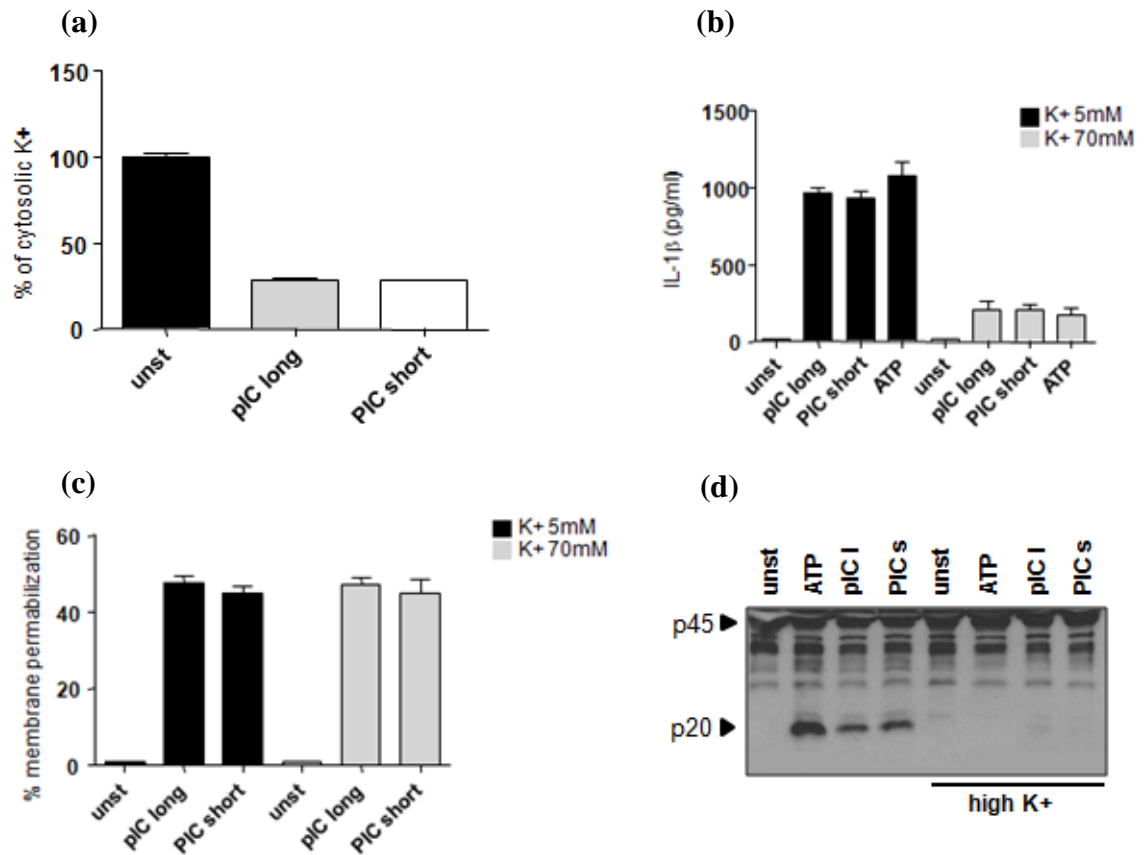 (a)
% of cytosolic K+
150
100
50
0
unst
pIC long
PIC short
(b)
IL-1β (pg/ml)
1500
1000
500
0
K+ 5mM
K+ 70mM
unst
pIC long
PIC short
ATP
unst
pIC long
PIC short
ATP
(c)
% membrane permabilization
60
40
20
0
K+ 5mM
K+ 70mM
unst
pIC long
PIC short
unst
pIC long
PIC short
(d)
unst
ATP
pIC l
PIC s
unst
ATP
pIC l
PIC s
p45
p20
high K+